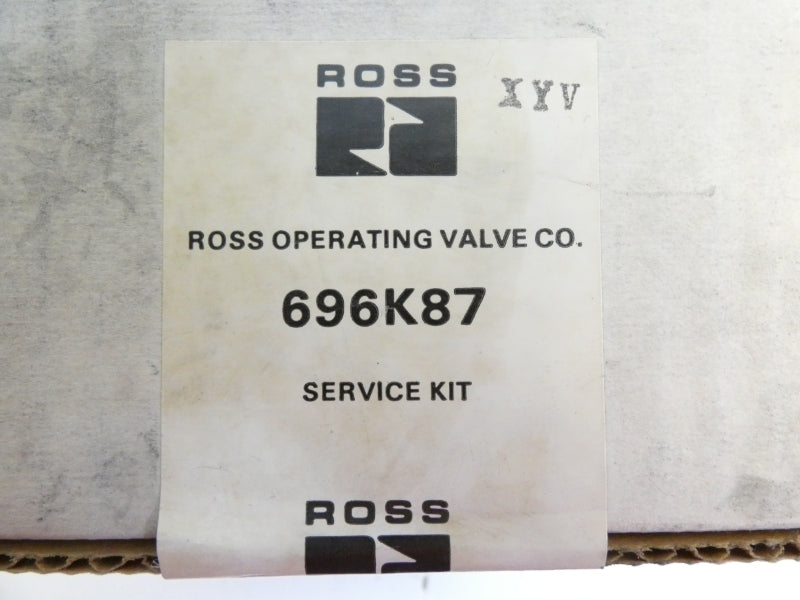 ROSS
XYV
ROSS OPERATING VALVE CO.
696K87
SERVICE KIT
ROSS